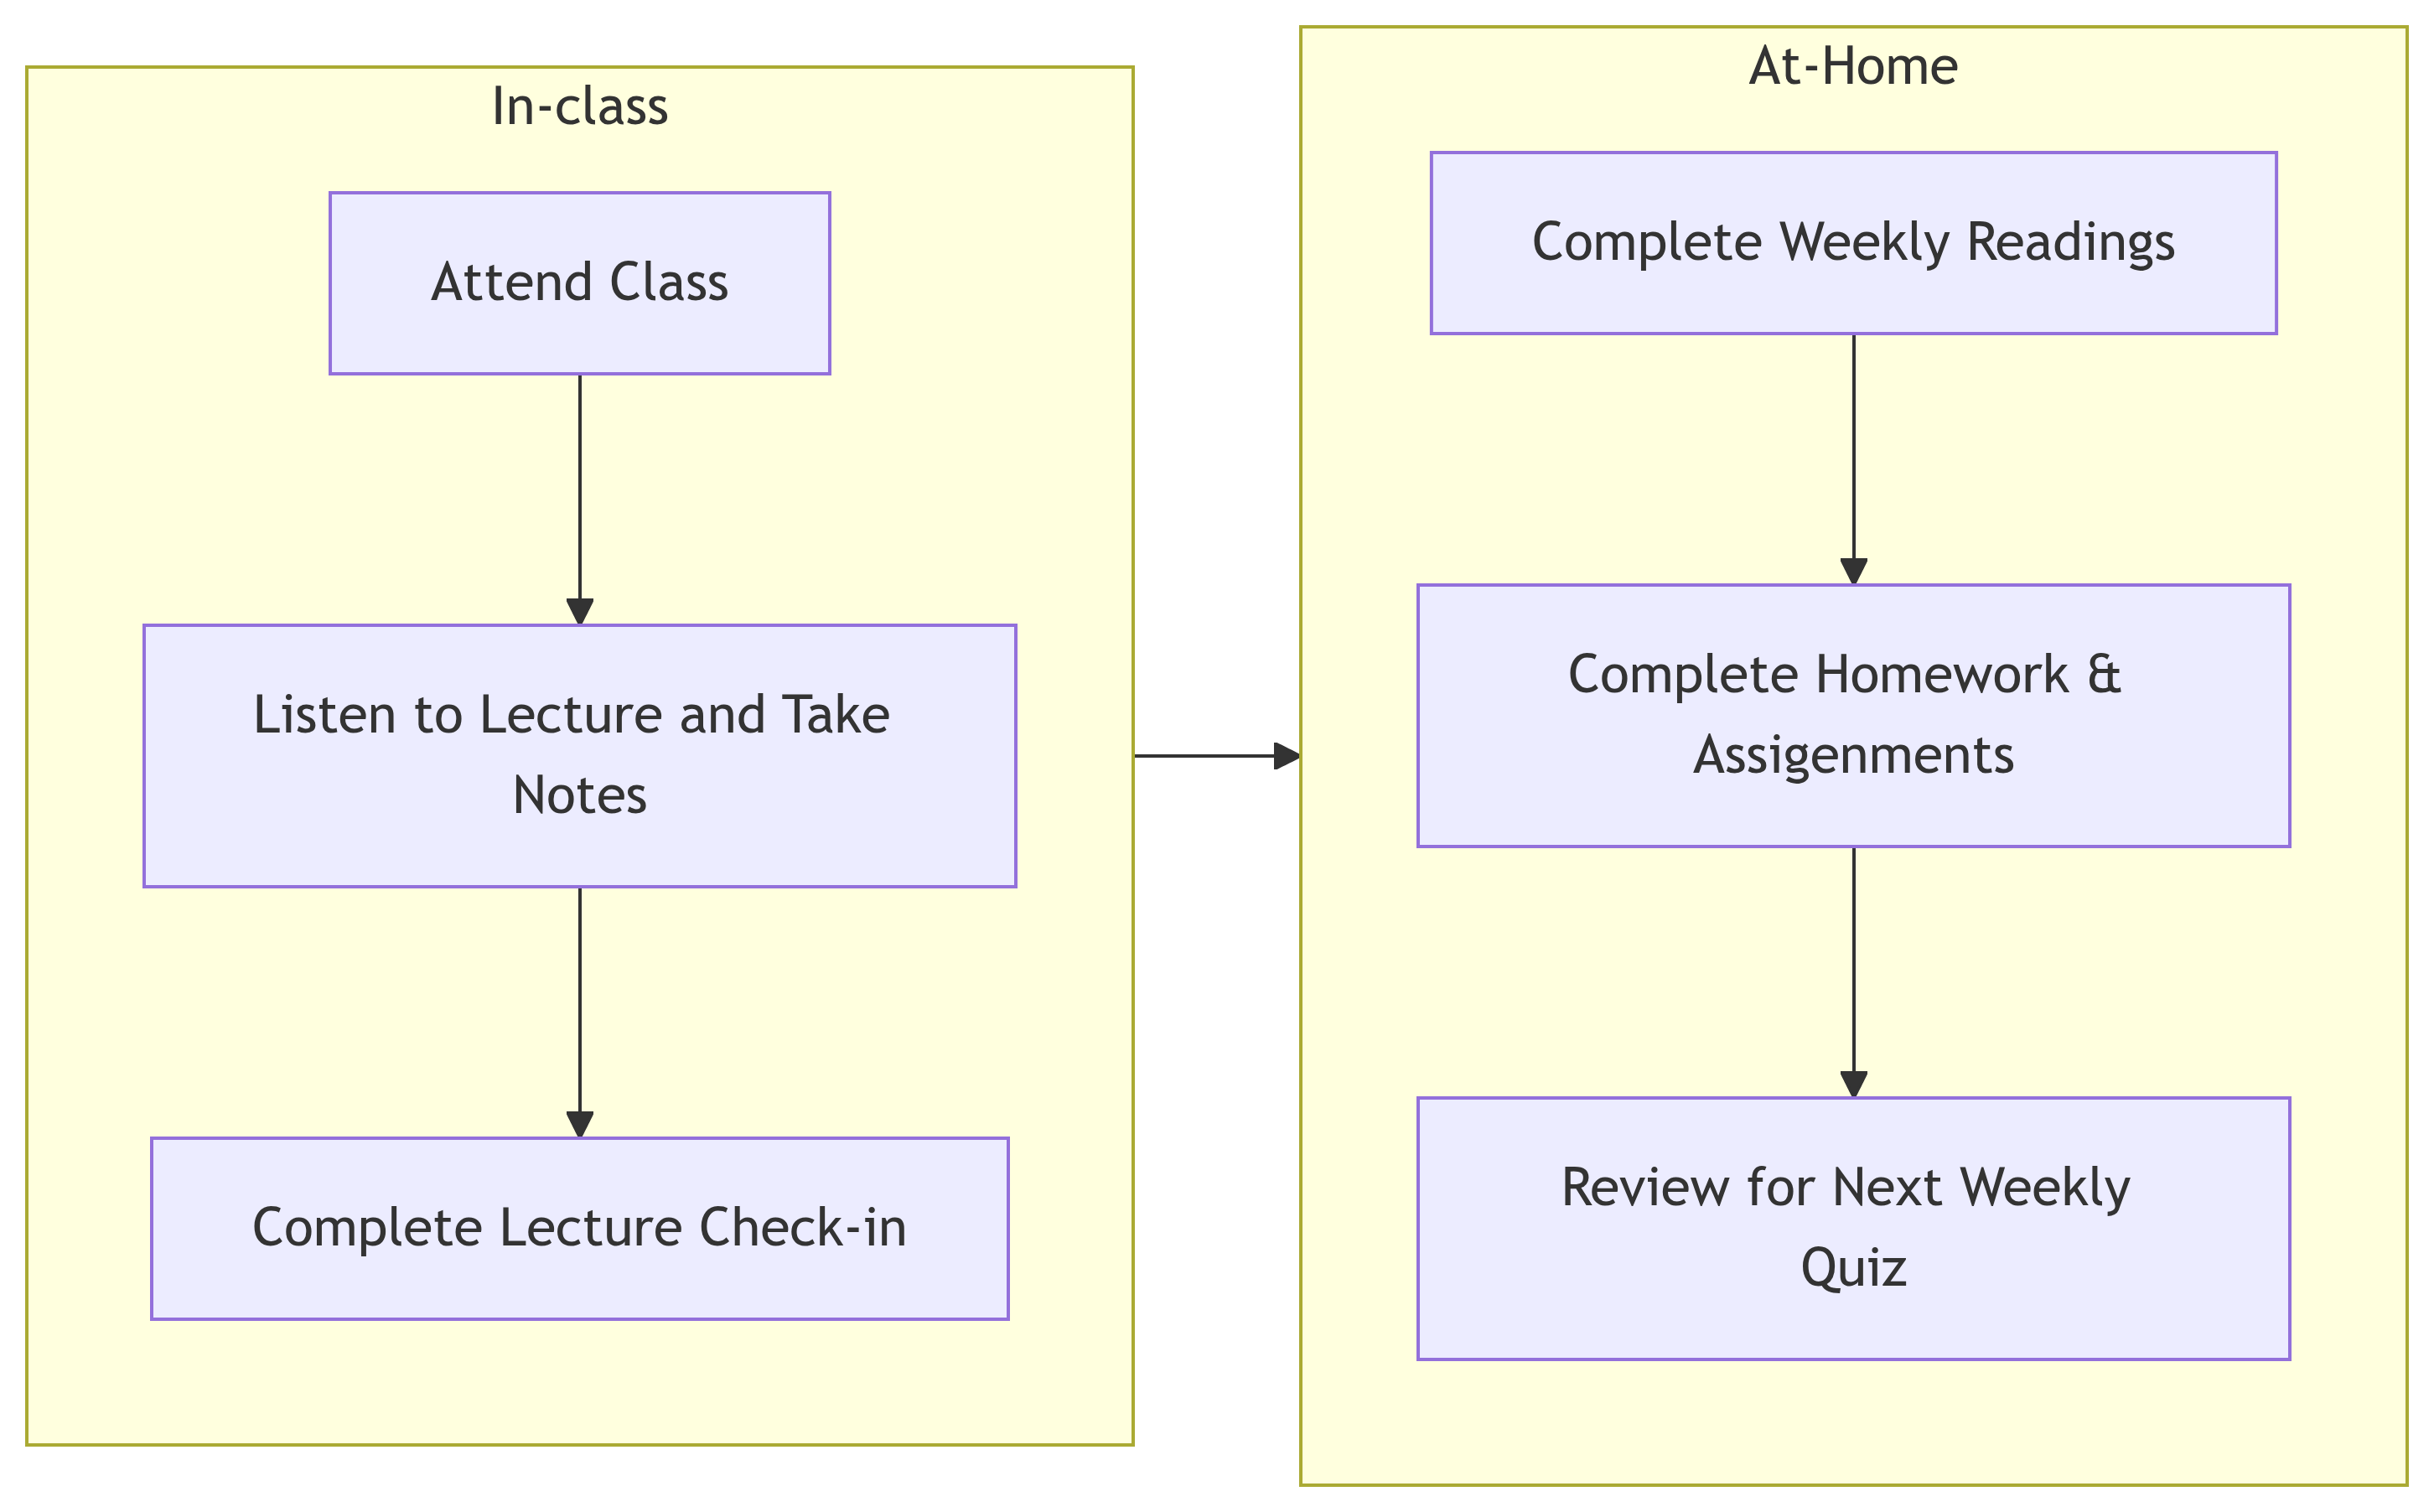 In-class
Attend Class
Listen to Lecture and Take
Notes
Complete Lecture Check-in
At-Home
Complete Weekly Readings
Complete Homework &
Assigenments
Review for Next Weekly
Quiz